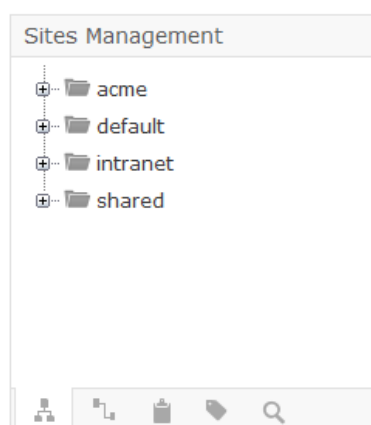 Sites Management
acme
default
intranet
shared